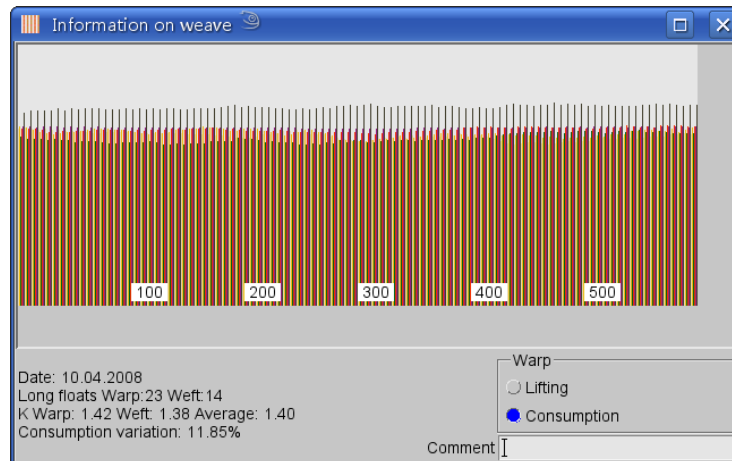 Information on weave
100 200 300 400 500
Date: 10.04.2008
Long floats Warp:23 Weft:14
K Warp: 1.42 Weft: 1.38 Average: 1.40
Consumption variation: 11.85%
Warp
Lifting
Consumption
Comment